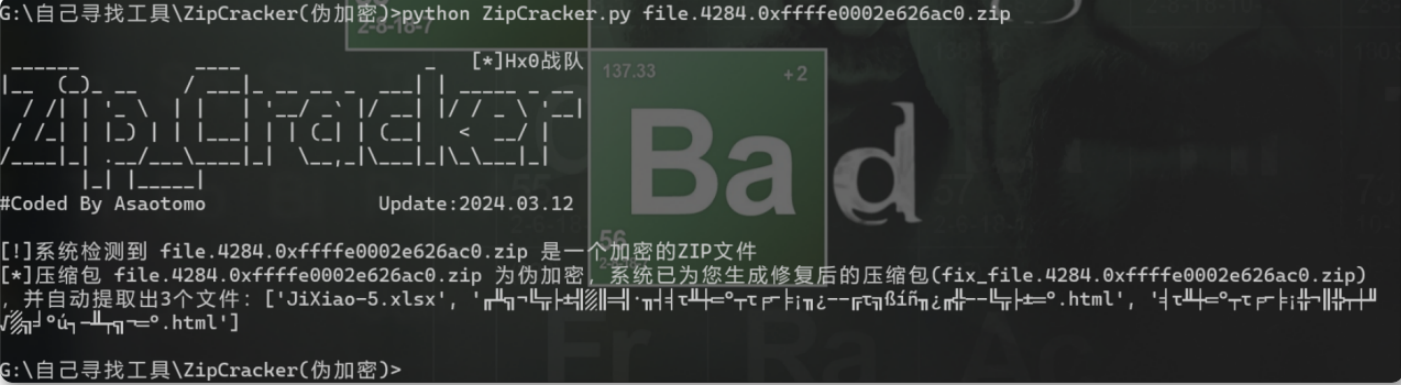 G:\自己寻找工具\ZipCracker(伪加密)>python ZipCracker.py file.4284.0xffffe0002e626ac0.zip
2-8-18-7
[*]Hx0战队
137.33 +2
Ba d
56
#Coded By Asaotomo Update:2024.03.12
[!]系统检测到 file.4284.0xffffe0002e626ac0.zip 是一个加密的ZIP文件
[*]压缩包 file.4284.0xffffe0002e626ac0.zip 为伪加密, 系统已为您生成修复后的压缩包(fix_file.4284.0xffffe0002e626ac0.zip)
, 并自动提取出3个文件: ['JiXiao-5.xlsx', '
.html', '
.html']
G:\自己寻找工具\ZipCracker(伪加密)>